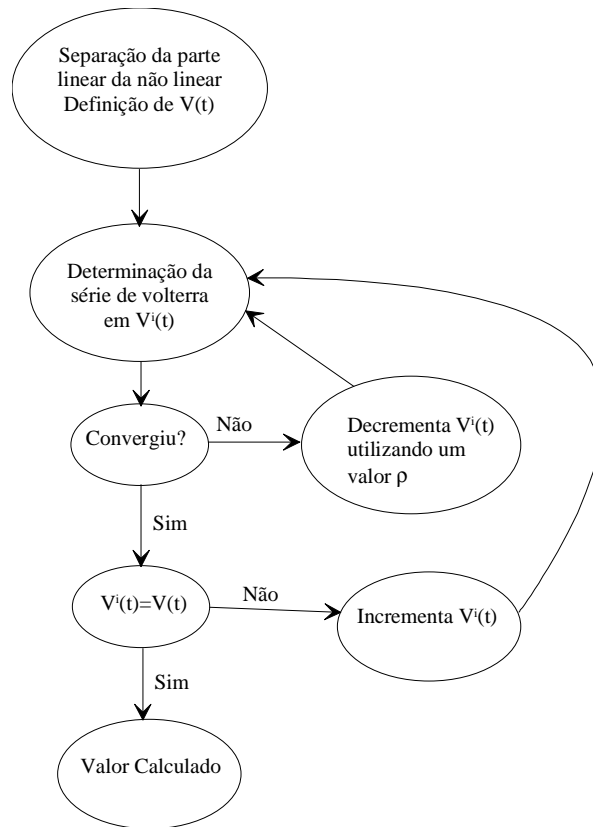 Separação da parte
linear da não linear
Definição de V(t)
Determinação da
série de volterra
em Vⁱ(t)
Convergiu?
Não
Decrementa Vⁱ(t)
utilizando um
valor ρ
Sim
Vⁱ(t)=V(t)
Não
Incrementa Vⁱ(t)
Sim
Valor Calculado